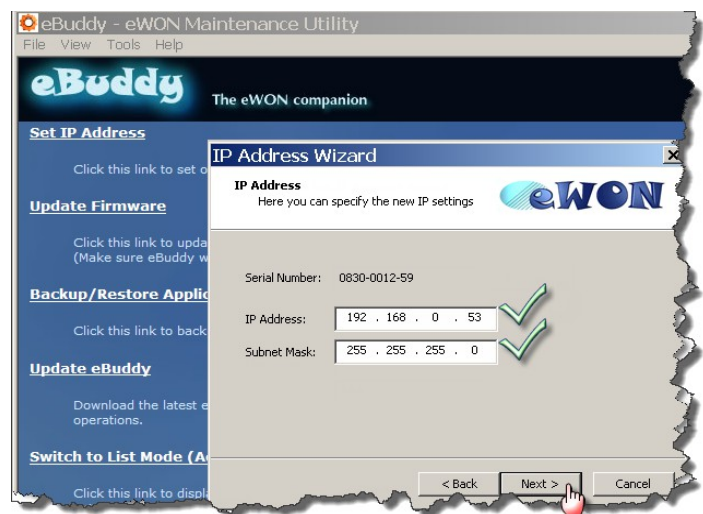 eBuddy - eWON Maintenance Utility
File View Tools Help
eBuddy
The eWON companion
Set IP Address
Click this link to set
Update Firmware
Click this link to
(Make sure eBuddy
Backup/Restore
Click this link to back
Update eBuddy
Download the latest
operations.
Switch to List Mode
Click this link to
IP Address Wizard
IP Address
Here you can specify the new IP settings
eWON
Serial Number: 0830-0012-59
IP Address: 192 . 168 . 0 . 53
Subnet Mask: 255 . 255 . 255 . 0
< Back Next > Cancel